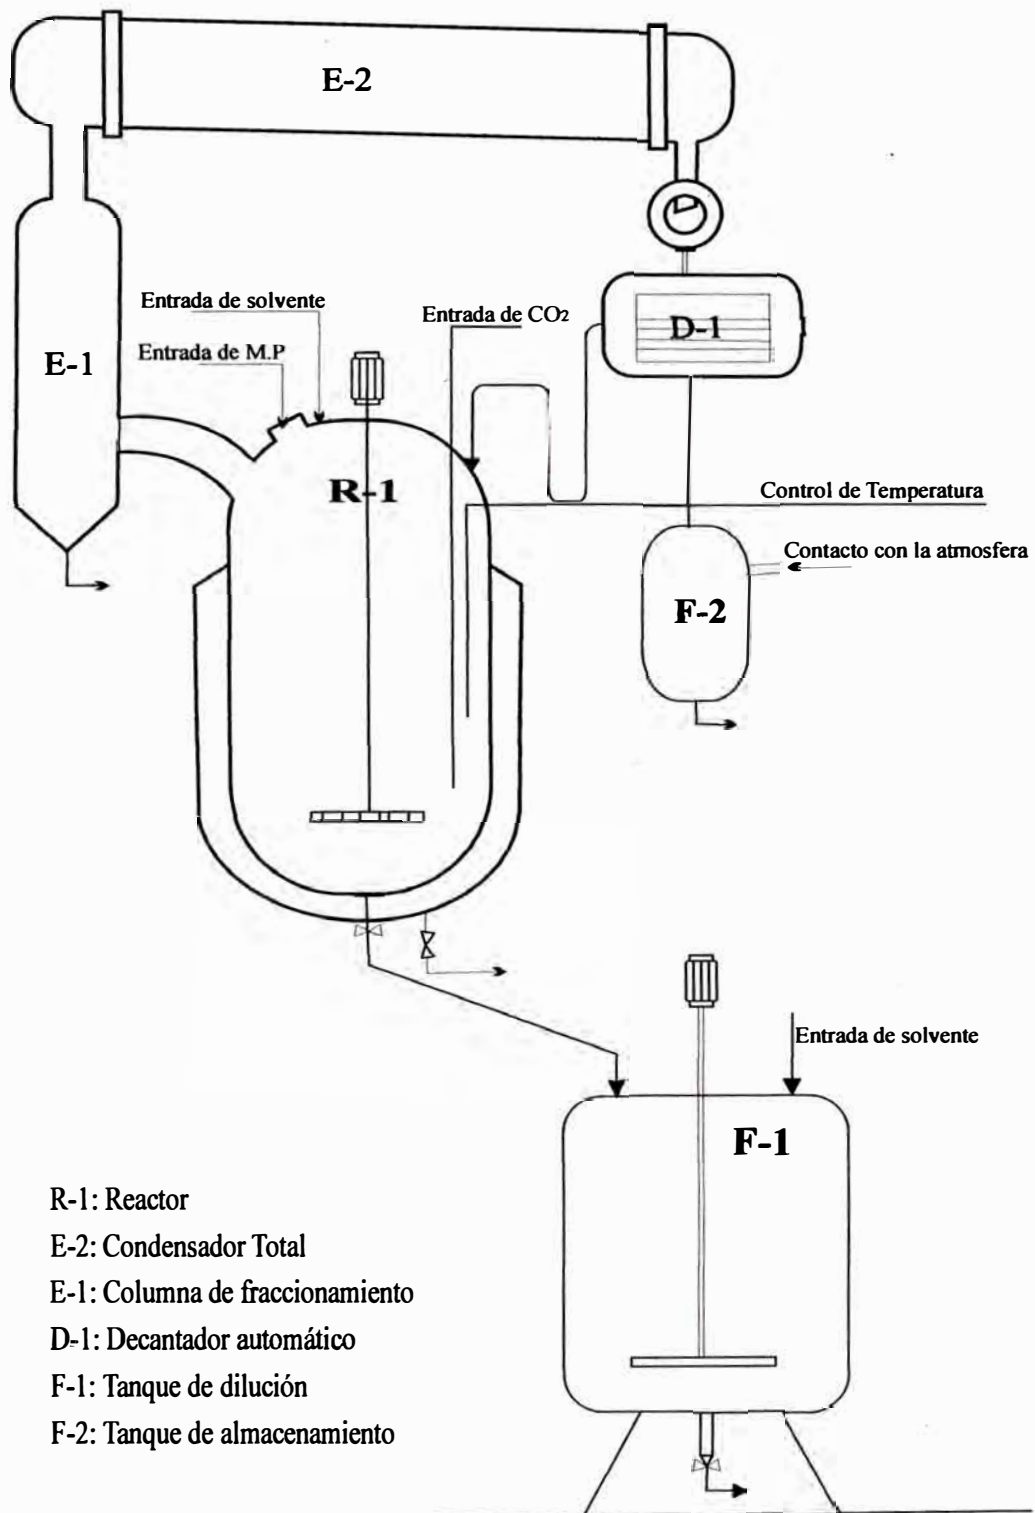 E-2
Entrada de solvente
Entrada de CO2
D-1
E-1
Entrada de M.P
R-1
Control de Temperatura
Contacto con la atmosfera
F-2
Entrada de solvente
F-1
R-1: Reactor
E-2: Condensador Total
E-1: Columna de fraccionamiento
D-1: Decantador automático
F-1: Tanque de dilución
F-2: Tanque de almacenamiento